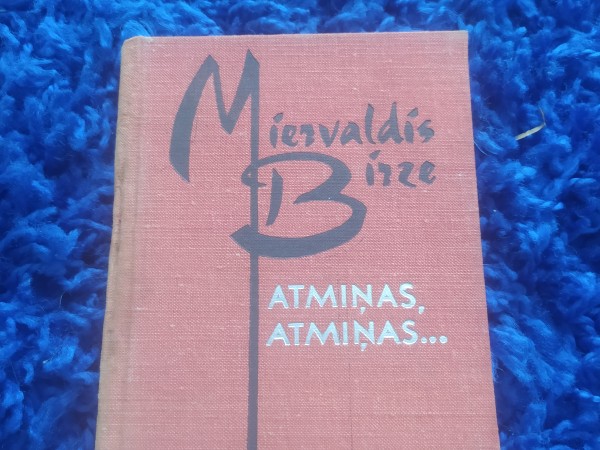 Miervaldis
Birze
ATMIŅAS,
ATMIŅAS...